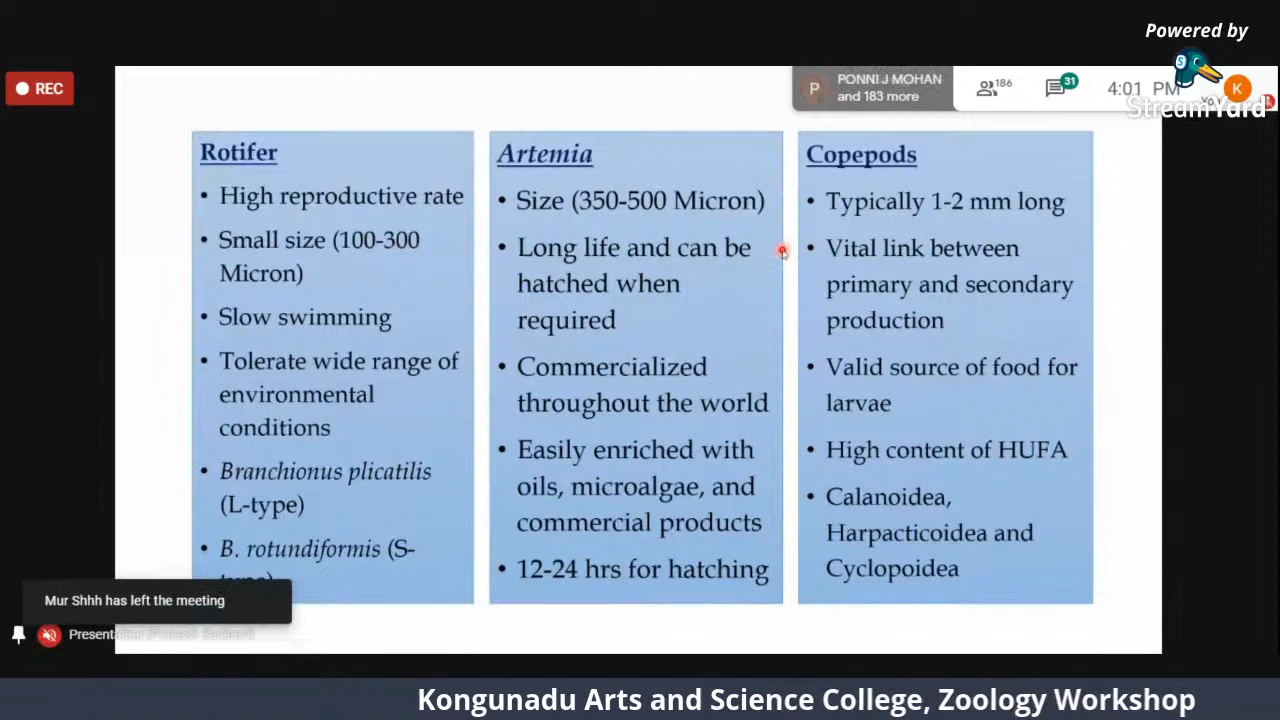 Powered by
REC
PONNI J MOHAN
and 183 more
186
31
4:01 PM
K
P
StreamYard
Rotifer
• High reproductive rate
• Small size (100-300
Micron)
• Slow swimming
• Tolerate wide range of
environmental
conditions
• Branchionus plicatilis
(L-type)
• B. rotundiformis (S-
type)
Artemia
• Size (350-500 Micron)
• Long life and can be
hatched when
required
• Commercialized
throughout the world
• Easily enriched with
oils, microalgae, and
commercial products
• 12-24 hrs for hatching
Copepods
• Typically 1-2 mm long
• Vital link between
primary and secondary
production
• Valid source of food for
larvae
• High content of HUFA
• Calanoidea,
Harpacticoidea and
Cyclopoidea
Mur Shhh has left the meeting
Kongunadu Arts and Science College, Zoology Workshop